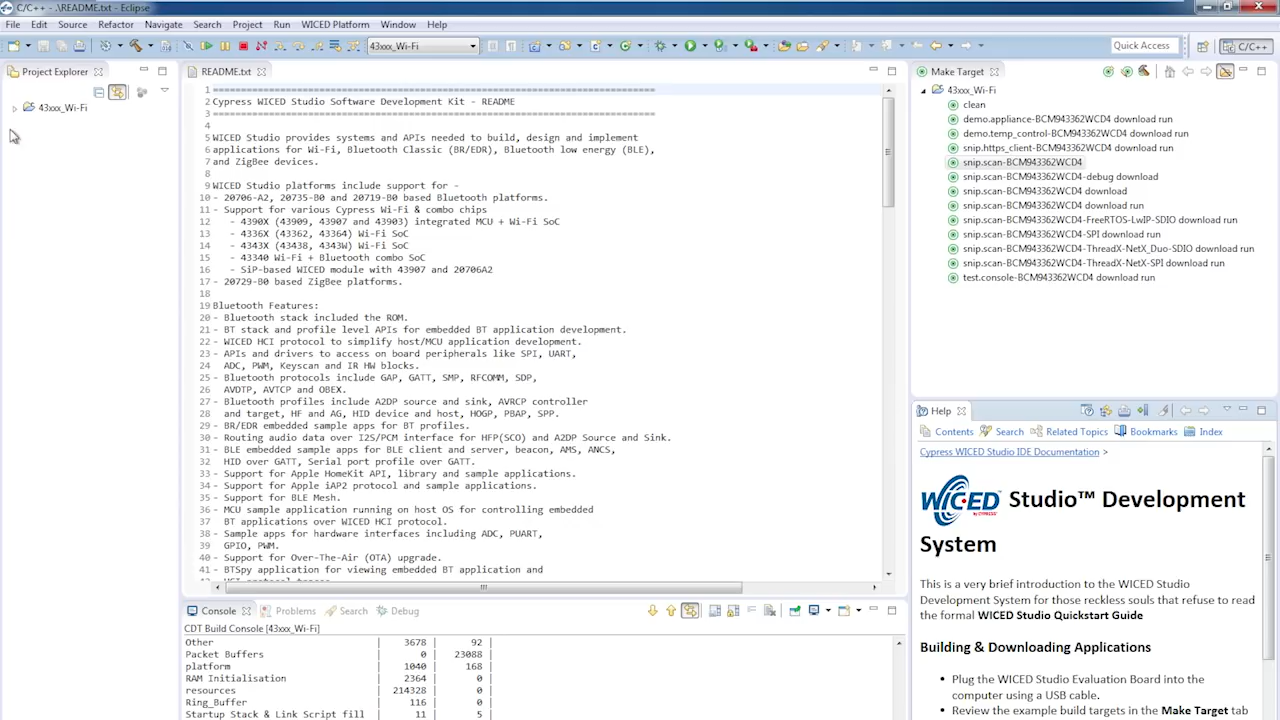 C/C++ - .\README.txt - Eclipse
File Edit Source Refactor Navigate Search Project Run WICED Platform Window Help
43xxx_Wi-Fi
Quick Access
C/C++
Project Explorer
43xxx_Wi-Fi
README.txt
1 =====================================================================
2 Cypress WICED Studio Software Development Kit - README
3 =====================================================================
4
5 WICED Studio provides systems and APIs needed to build, design and implement
6 applications for Wi-Fi, Bluetooth Classic (BR/EDR), Bluetooth low energy (BLE),
7 and ZigBee devices.
8
9 WICED Studio platforms include support for -
10 - 20706-A2, 20735-B0 and 20719-B0 based Bluetooth platforms.
11 - Support for various Cypress Wi-Fi & combo chips
12 - 4390X (43909, 43907 and 43903) integrated MCU + Wi-Fi SoC
13 - 4336X (43362, 43364) Wi-Fi SoC
14 - 4343X (43438, 4343W) Wi-Fi SoC
15 - 43340 Wi-Fi + Bluetooth combo SoC
16 - SiP-based WICED module with 43907 and 20706A2
17 - 20729-B0 based ZigBee platforms.
18
19 Bluetooth Features:
20 - Bluetooth stack included the ROM.
21 - BT stack and profile level APIs for embedded BT application development.
22 - WICED HCI protocol to simplify host/MCU application development.
23 - APIs and drivers to access on board peripherals like SPI, UART,
24 ADC, PWM, Keyscan and IR HW blocks.
25 - Bluetooth protocols include GAP, GATT, SMP, RFCOMM, SDP,
26 AVDTP, AVCTP and OBEX.
27 - Bluetooth profiles include A2DP source and sink, AVRCP controller
28 and target, HF and AG, HID device and host, HOGP, PBAP, SPP.
29 - BR/EDR embedded sample apps for BT profiles.
30 - Routing audio data over I2S/PCM interface for HFP(SCO) and A2DP Source and Sink.
31 - BLE embedded sample apps for BLE client and server, beacon, AMS, ANCS,
32 HID over GATT, Serial port profile over GATT.
33 - Support for Apple HomeKit API, library and sample applications.
34 - Support for Apple iAP2 protocol and sample applications.
35 - Support for BLE Mesh.
36 - MCU sample application running on host OS for controlling embedded
37 BT applications over WICED HCI protocol.
38 - Sample apps for hardware interfaces including ADC, PUART,
39 GPIO, PWM.
40 - Support for Over-The-Air (OTA) upgrade.
41 - BTSpy application for viewing embedded BT application and
Make Target
43xxx_Wi-Fi
clean
demo.appliance-BCM943362WCD4 download run
demo.temp_control-BCM943362WCD4 download run
snip.https_client-BCM943362WCD4 download run
snip.scan-BCM943362WCD4
snip.scan-BCM943362WCD4-debug download
snip.scan-BCM943362WCD4 download
snip.scan-BCM943362WCD4 download run
snip.scan-BCM943362WCD4-FreeRTOS-LwIP-SDIO download run
snip.scan-BCM943362WCD4-SPI download run
snip.scan-BCM943362WCD4-ThreadX-NetX_Duo-SDIO download run
snip.scan-BCM943362WCD4-ThreadX-NetX-SPI download run
test.console-BCM943362WCD4 download run
Help
Contents Search Related Topics Bookmarks Index
Cypress WICED Studio IDE Documentation >
WICED Studio™ Development
System
This is a very brief introduction to the WICED Studio
Development System for those reckless souls that refuse to read
the formal WICED Studio Quickstart Guide
Building & Downloading Applications
• Plug the WICED Studio Evaluation Board into the
computer using a USB cable.
• Review the example build targets in the Make Target tab
Console Problems Search Debug
CDT Build Console [43xxx_Wi-Fi]
Other | 3678 | 92 |
Packet Buffers | 0 | 23088 |
platform | 1040 | 168 |
RAM Initialisation | 2364 | 0 |
resources | 214328 | 0 |
Ring_Buffer | 116 | 0 |
Startup Stack & Link Script fill | 11 | 5 |